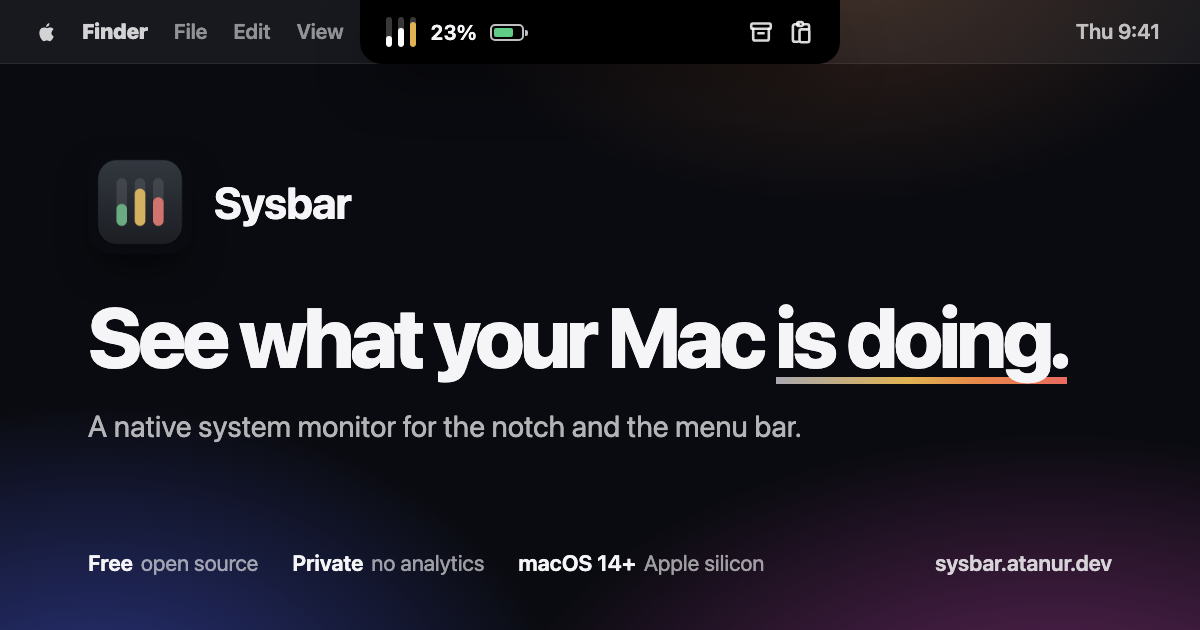 Finder File Edit View 23% Thu 9:41
Sysbar
See what your Mac is doing.
A native system monitor for the notch and the menu bar.
Free open source Private no analytics macOS 14+ Apple silicon sysbar.atanur.dev